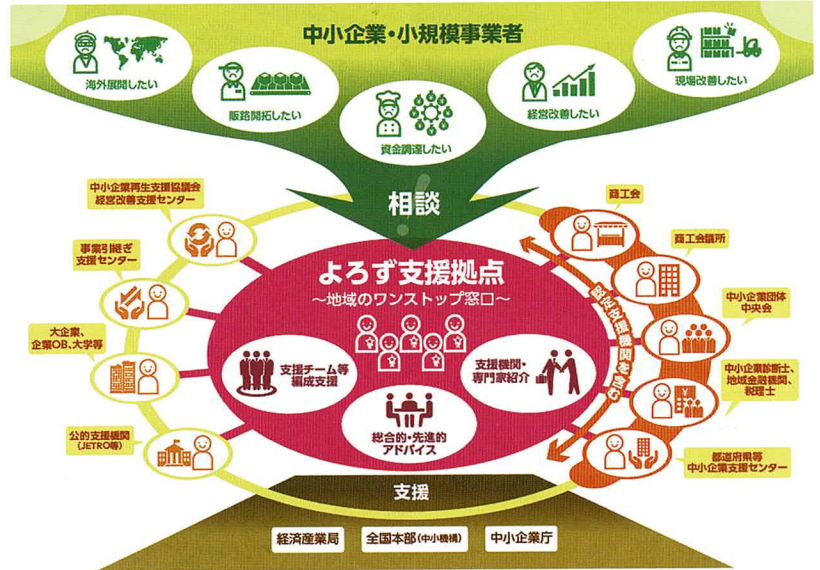 中小企業・小規模事業者
海外展開したい
販路開拓したい
資金調達したい
経営改善したい
現場改善したい
相談
中小企業再生支援協議会
経営改善支援センター
事業引継ぎ
支援センター
大企業、
企業OB、大学等
公的支援機関
(JETRO等)
よろず支援拠点
～地域のワンストップ窓口～
支援チーム等
編成支援
支援機関・
専門家紹介
総合的・先進的
アドバイス
認定支援機関を含む
商工会
商工会議所
中小企業団体
中央会
中小企業診断士、
地域金融機関、
税理士
都道府県等
中小企業支援センター
支援
経済産業局
全国本部(中小機構)
中小企業庁